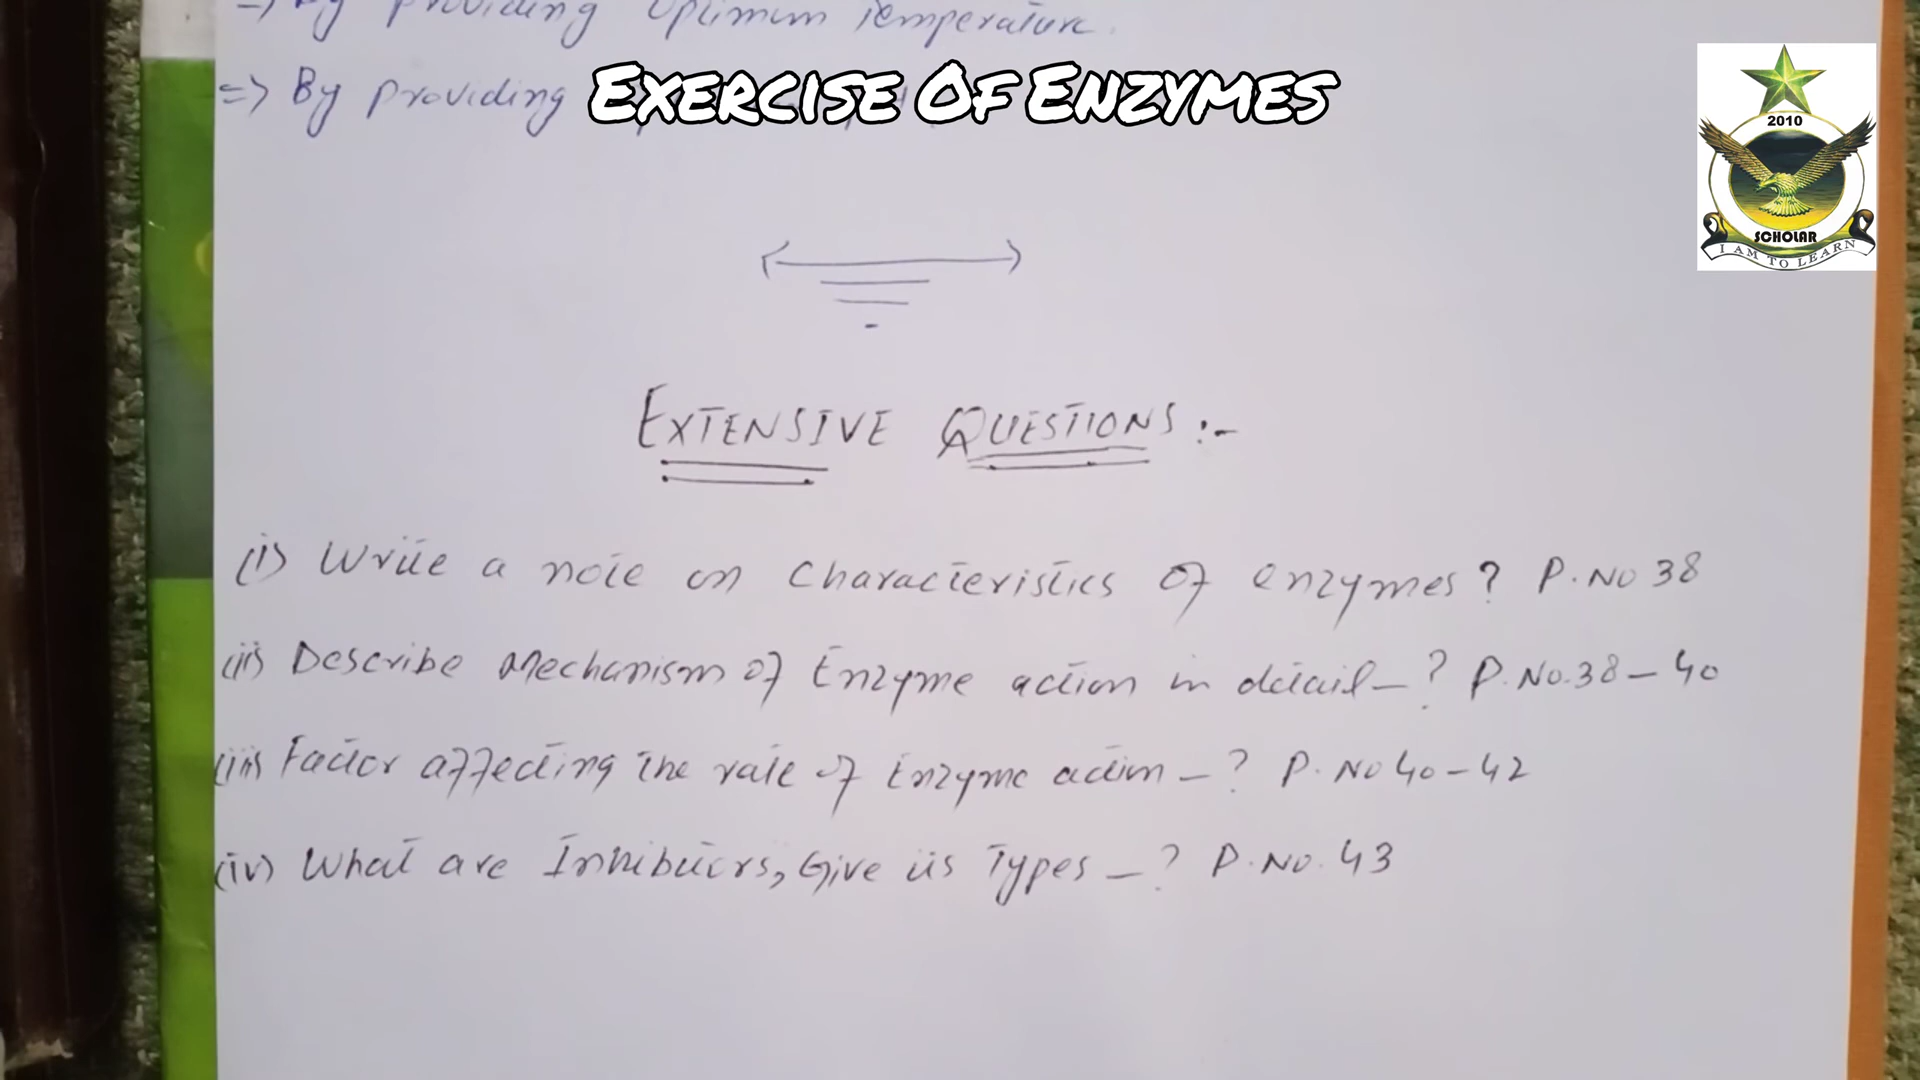 => By providing Optimum Temperature.
=> By providing
EXERCISE OF ENZYMES
2010
SCHOLAR
I AM TO LEARN
EXTENSIVE QUESTIONS :-
(i) Write a note on Characteristics of enzymes? P.No 38
(ii) Describe Mechanism of Enzyme action in detail-? P.No.38-40
(iii) Factor affecting the rate of Enzyme action-? P.No 40-42
(iv) What are Inhibitors, Give its Types-? P.No.43